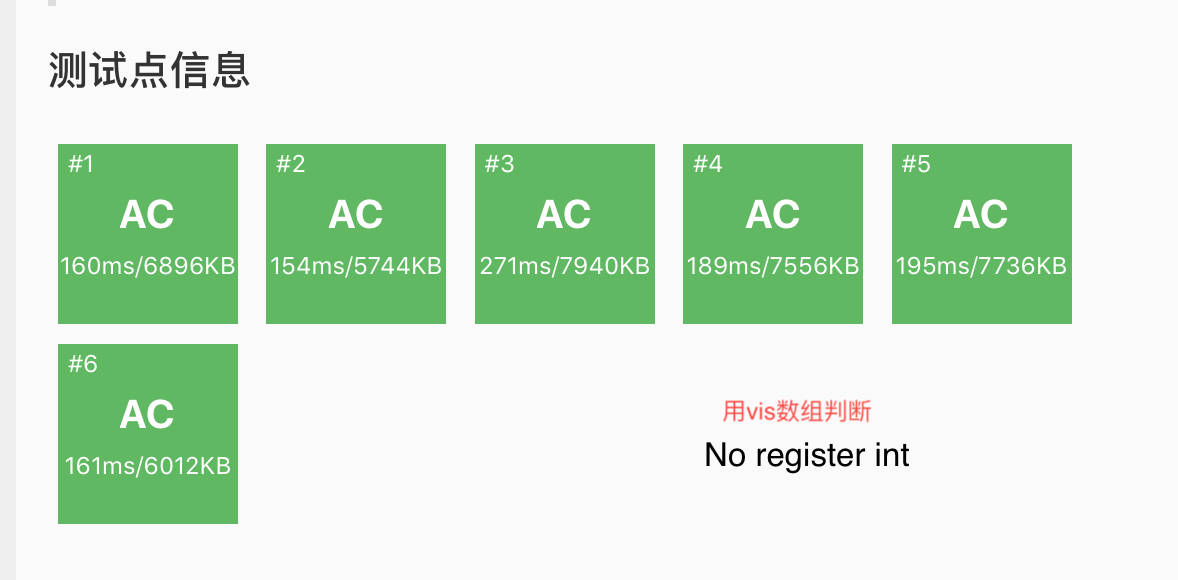 测试点信息
#1
AC
160ms/6896KB
#2
AC
154ms/5744KB
#3
AC
271ms/7940KB
#4
AC
189ms/7556KB
#5
AC
195ms/7736KB
#6
AC
161ms/6012KB
用vis数组判断
No register int